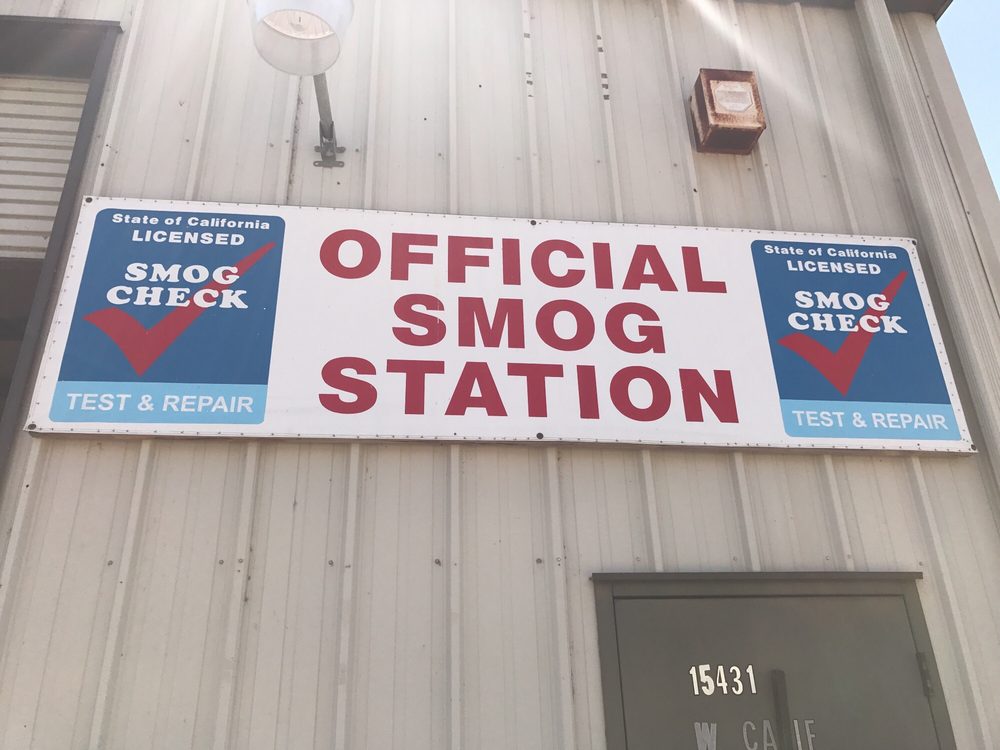 State of California
LICENSED
SMOG
CHECK
TEST & REPAIR
OFFICIAL
SMOG
STATION
State of California
LICENSED
SMOG
CHECK
TEST & REPAIR
15431
W CALIF